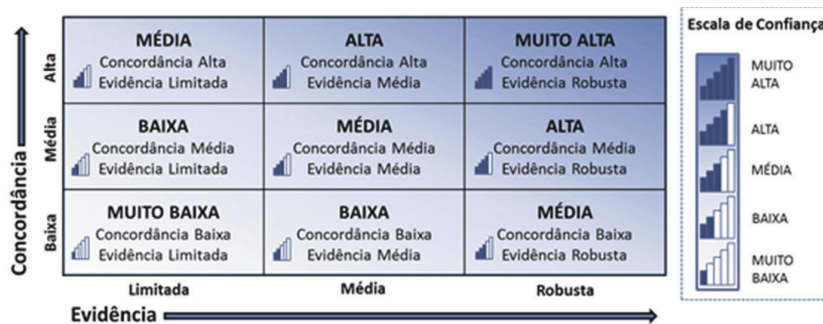 Concordância
Alta
MÉDIA
Concordância Alta
Evidência Limitada
ALTA
Concordância Alta
Evidência Média
MUITO ALTA
Concordância Alta
Evidência Robusta
Média
BAIXA
Concordância Média
Evidência Limitada
MÉDIA
Concordância Média
Evidência Média
ALTA
Concordância Média
Evidência Robusta
Baixa
MUITO BAIXA
Concordância Baixa
Evidência Limitada
BAIXA
Concordância Baixa
Evidência Média
MÉDIA
Concordância Baixa
Evidência Robusta
Limitada
Média
Robusta
Evidência
Escala de Confiança
MUITO
ALTA
ALTA
MÉDIA
BAIXA
MUITO
BAIXA